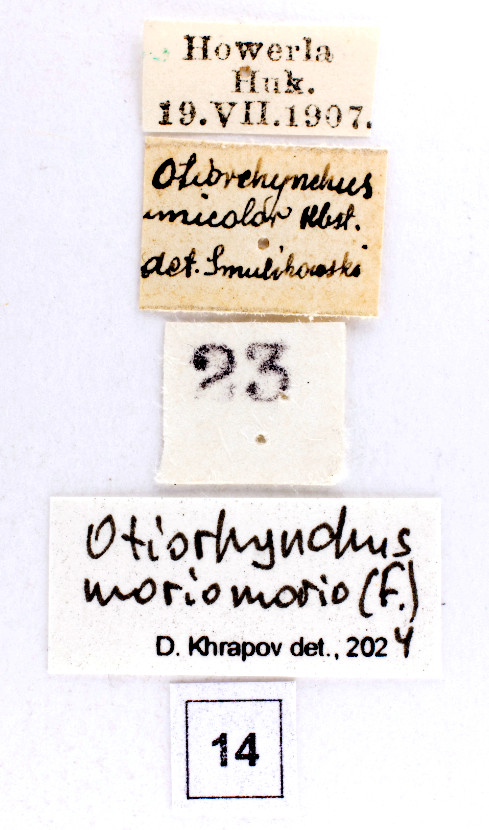 Howerla
Huk.
19.VII.1907.
Otiorchynchus
unicolor Hbst.
det. Smulikowski
23
Otiorhynchus
morio morio (F.)
D. Khrapov det., 2024
14